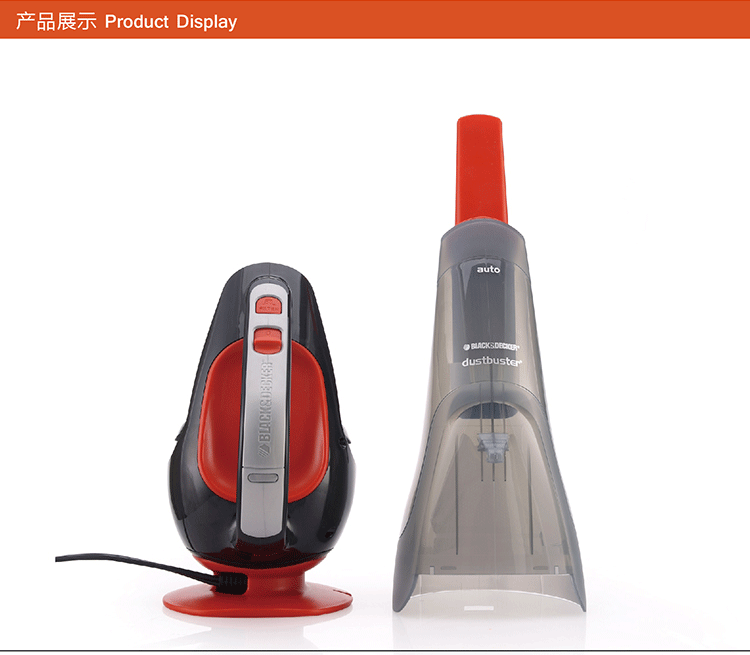 产品展示 Product Display
auto
BLACK&DECKER
dustbuster
BLACK&DECKER